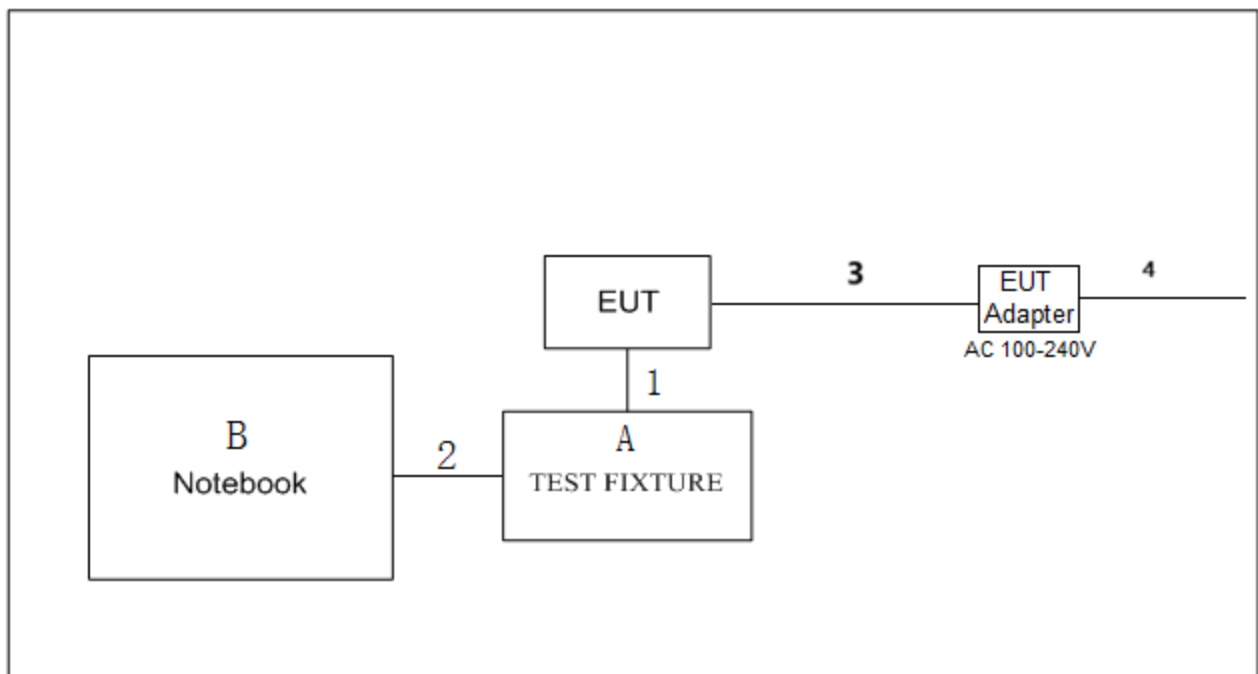 3
4
EUT
EUT
Adapter
AC 100-240V
1
A
B
2
TEST FIXTURE
Notebook